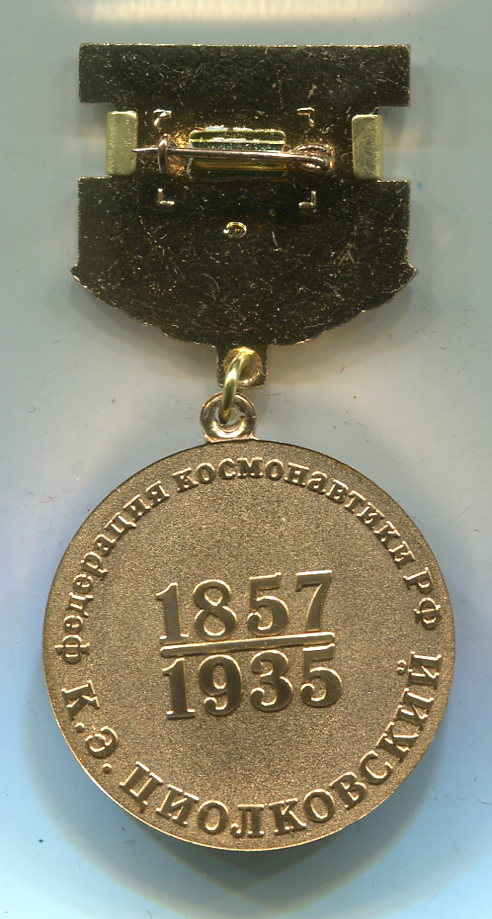 федерация космонавтики РФ
1857
1935
К.Э. ЦИОЛКОВСКИЙ